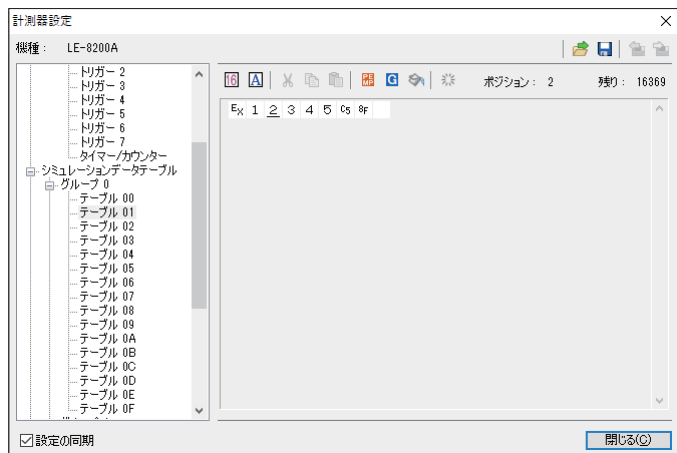 計測器設定
機種： LE-8200A
トリガー 2
トリガー 3
トリガー 4
トリガー 5
トリガー 6
トリガー 7
タイマー/カウンター
シミュレーションデータテーブル
グループ 0
テーブル 00
テーブル 01
テーブル 02
テーブル 03
テーブル 04
テーブル 05
テーブル 06
テーブル 07
テーブル 08
テーブル 09
テーブル 0A
テーブル 0B
テーブル 0C
テーブル 0D
テーブル 0E
テーブル 0F
16 A G ポジション： 2 残り： 16369
EX 1 2 3 4 5 C5 8F
設定の同期
閉じる(C)